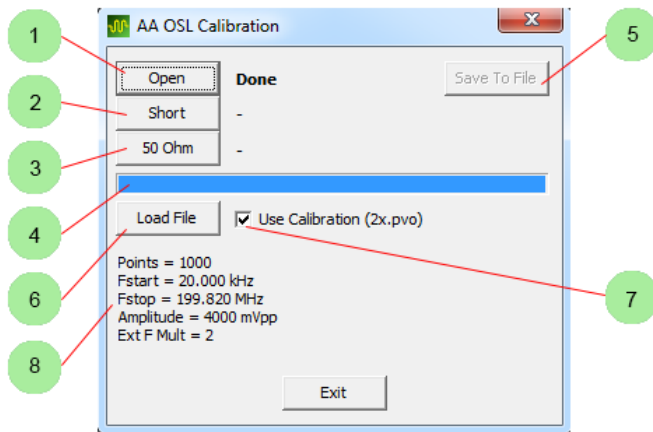 1
AA OSL Calibration
5
Open
Done
Save To File
2
Short
-
3
50 Ohm
-
4
Load File
Use Calibration (2x.pvo)
6
7
8
Points = 1000
Fstart = 20.000 kHz
Fstop = 199.820 MHz
Amplitude = 4000 mVpp
Ext F Mult = 2
Exit